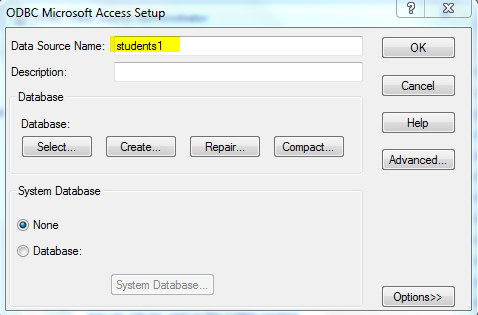 ODBC Microsoft Access Setup
Data Source Name: students1
OK
Description:
Cancel
Database
Database:
Help
Select... Create... Repair... Compact...
Advanced...
System Database
None
Database:
System Database...
Options>>